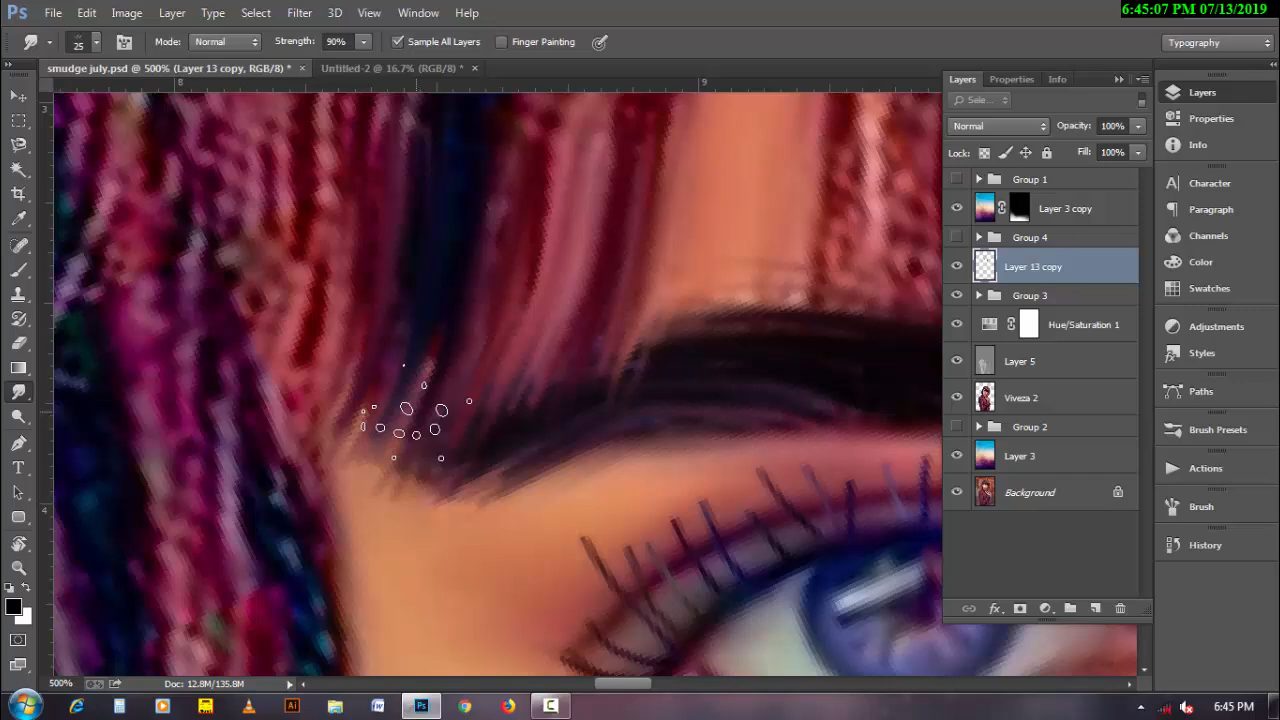 Ps File Edit Image Layer Type Select Filter 3D View Window Help
6:45:07 PM 07/13/2019
25 Mode: Normal Strength: 90% Sample All Layers Finger Painting Typography
smudge july.psd @ 500% (Layer 13 copy, RGB/8) * × Untitled-2 @ 16.7% (RGB/8) * ×
8 9
3
4
Layers Properties Info
Sele...
Normal Opacity: 100%
Lock: Fill: 100%
Group 1
Layer 3 copy
Group 4
Layer 13 copy
Group 3
Hue/Saturation 1
Layer 5
Viveza 2
Group 2
Layer 3
Background
fx
Layers
Properties
Info
Character
Paragraph
Channels
Color
Swatches
Adjustments
Styles
Paths
Brush Presets
Actions
Brush
History
500% Doc: 12.8M/135.8M
6:45 PM